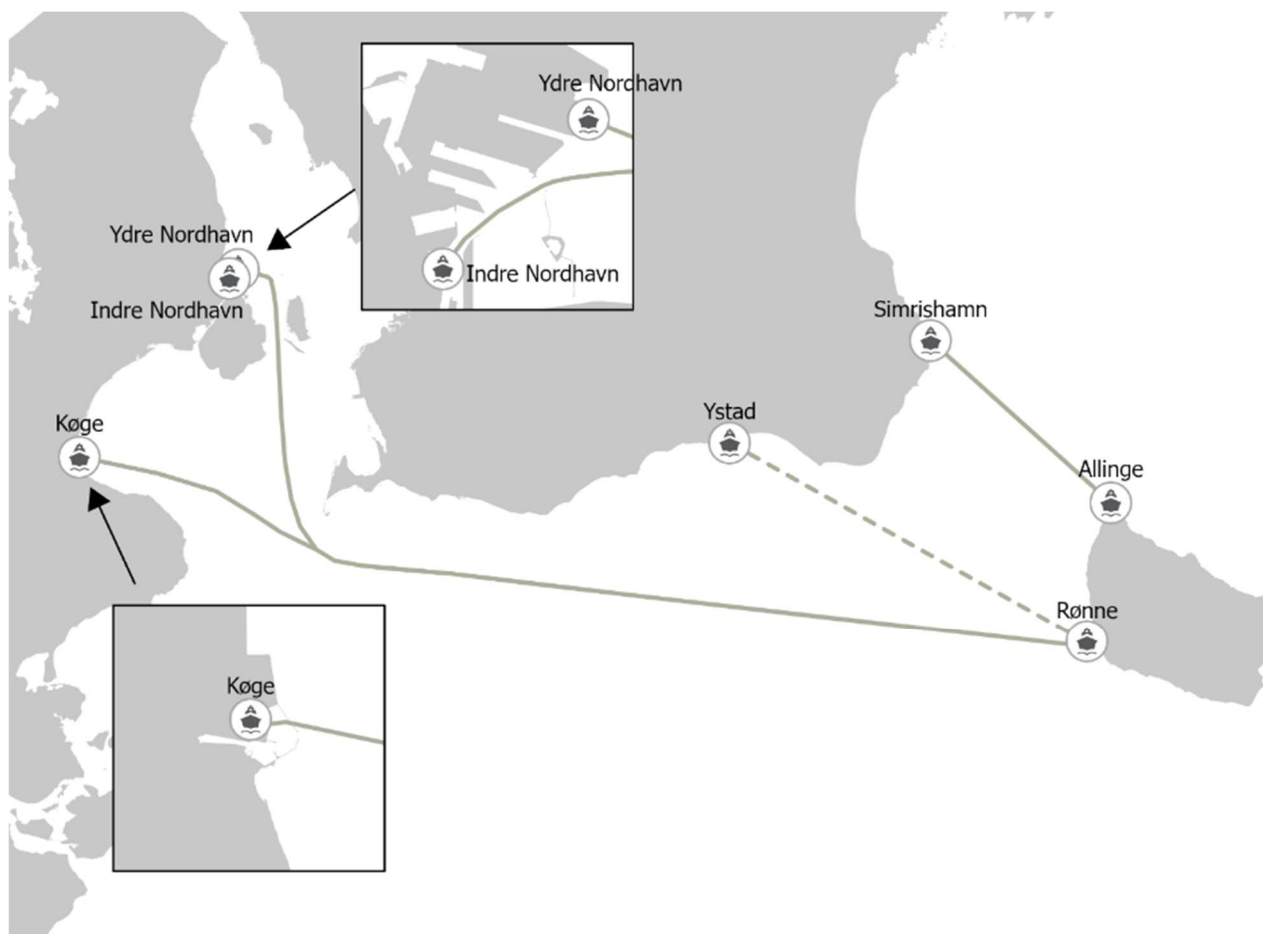 Ydre Nordhavn
Indre Nordhavn
Ydre Nordhavn
Indre Nordhavn
Simrishamn
Køge
Ystad
Allinge
Rønne
Køge